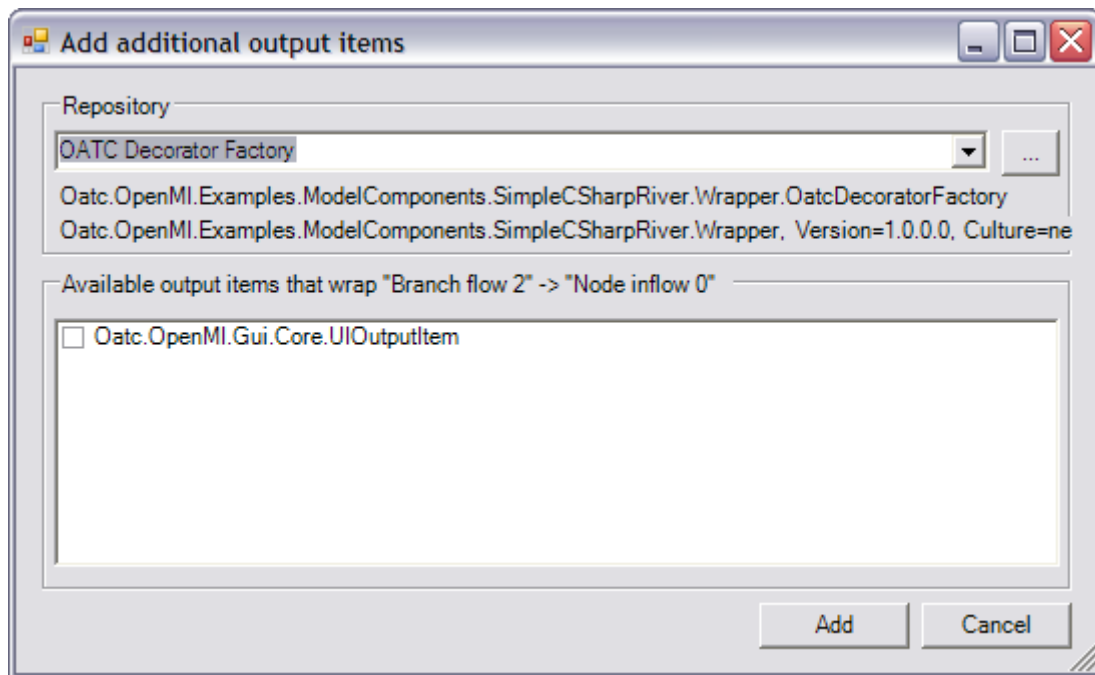 Add additional output items
Repository
OATC Decorator Factory
...
Oatc.OpenMI.Examples.ModelComponents.SimpleCSharpRiver.Wrapper.OatcDecoratorFactory
Oatc.OpenMI.Examples.ModelComponents.SimpleCSharpRiver.Wrapper, Version=1.0.0.0, Culture=ne
Available output items that wrap "Branch flow 2" -> "Node inflow 0"
Oatc.OpenMI.Gui.Core.UIOutputItem
Add
Cancel